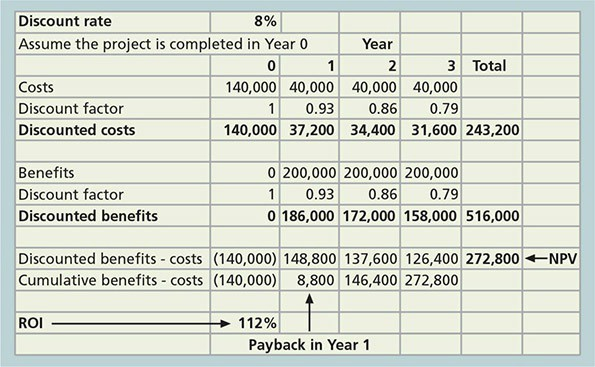 Discount rate 8%
Assume the project is completed in Year 0 Year
0 1 2 3 Total
Costs 140,000 40,000 40,000 40,000
Discount factor 1 0.93 0.86 0.79
Discounted costs 140,000 37,200 34,400 31,600 243,200
Benefits 0 200,000 200,000 200,000
Discount factor 1 0.93 0.86 0.79
Discounted benefits 0 186,000 172,000 158,000 516,000
Discounted benefits - costs (140,000) 148,800 137,600 126,400 272,800 ←NPV
Cumulative benefits - costs (140,000) 8,800 146,400 272,800
ROI → 112%
Payback in Year 1